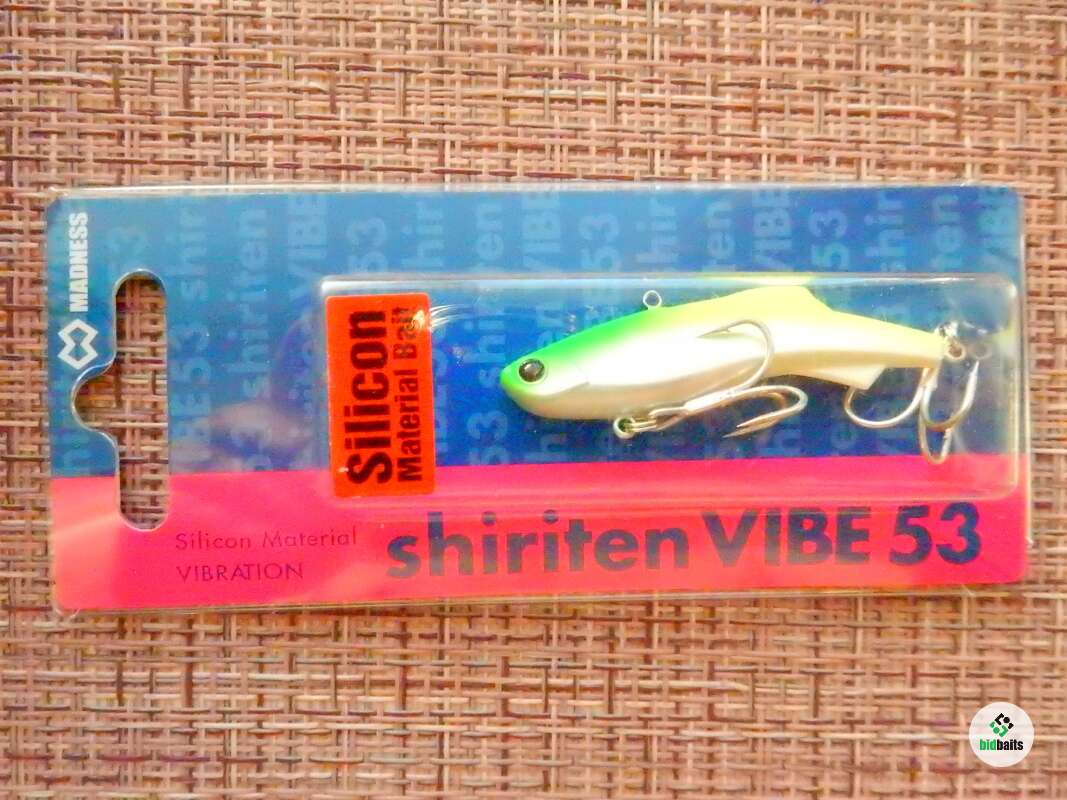 MADNESS
Silicon
Material Bait
Silicon Material
VIBRATION
shiriten VIBE 53
bidbaits